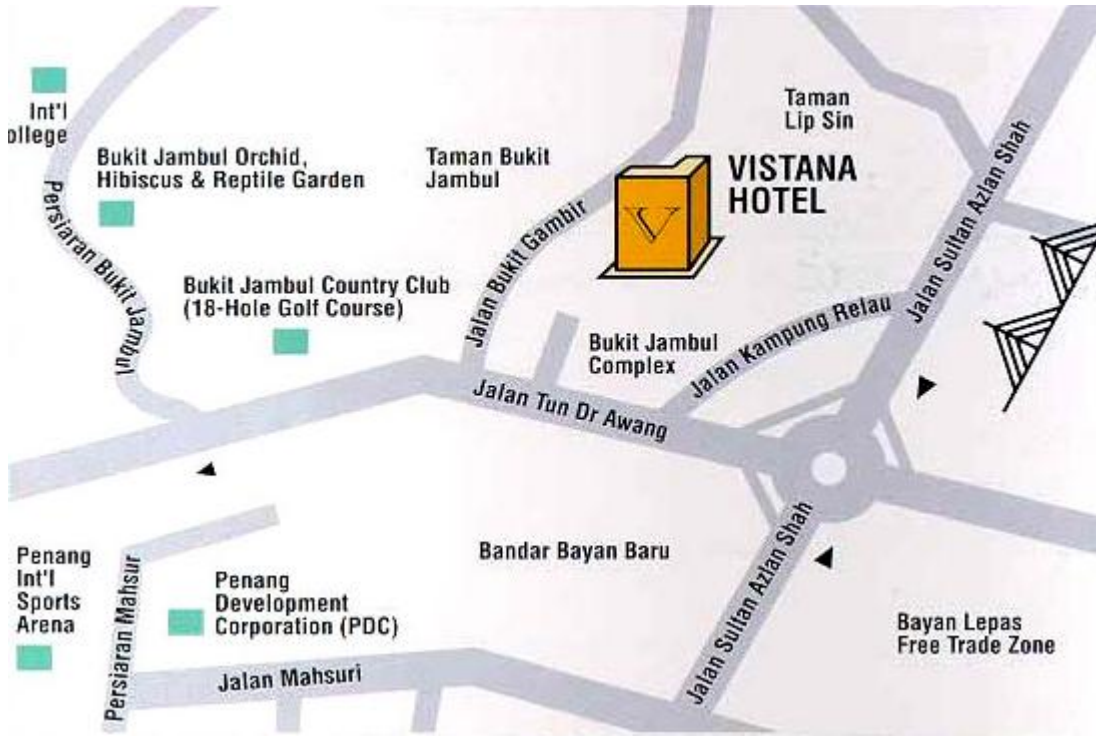 Int'l
ollege
Bukit Jambul Orchid,
Hibiscus & Reptile Garden
Persiaran Bukit Jambul
Bukit Jambul Country Club
(18-Hole Golf Course)
Taman Bukit
Jambul
Jalan Bukit Gambir
V
VISTANA
HOTEL
Taman
Lip Sin
Jalan Sultan Azlan Shah
Jalan Kampung Relau
Bukit Jambul
Complex
Jalan Tun Dr Awang
Bandar Bayan Baru
Jalan Sultan Azlan Shah
Bayan Lepas
Free Trade Zone
Penang
Int'l
Sports
Arena
Persiaran Mahsur
Penang
Development
Corporation (PDC)
Jalan Mahsuri